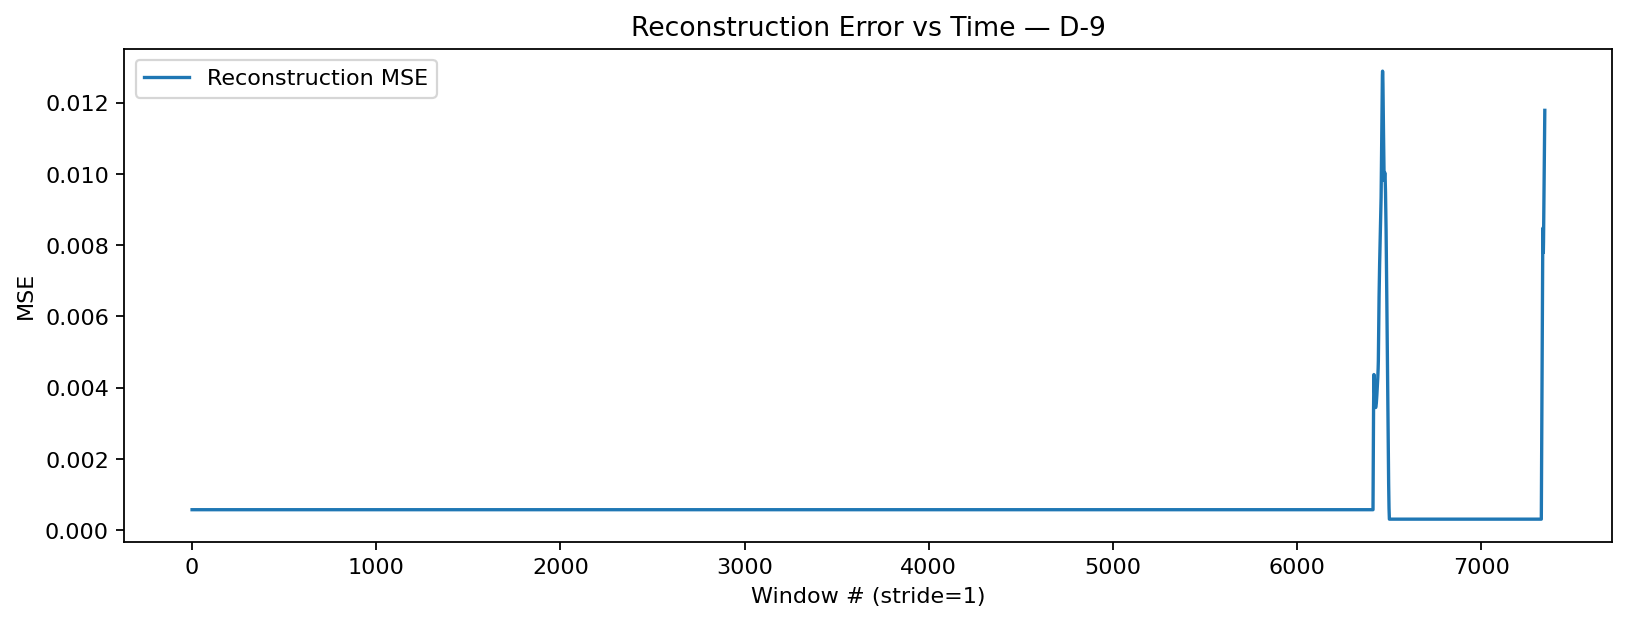 Reconstruction Error vs Time — D-9
Reconstruction MSE
MSE
0.012
0.010
0.008
0.006
0.004
0.002
0.000
0 1000 2000 3000 4000 5000 6000 7000
Window # (stride=1)